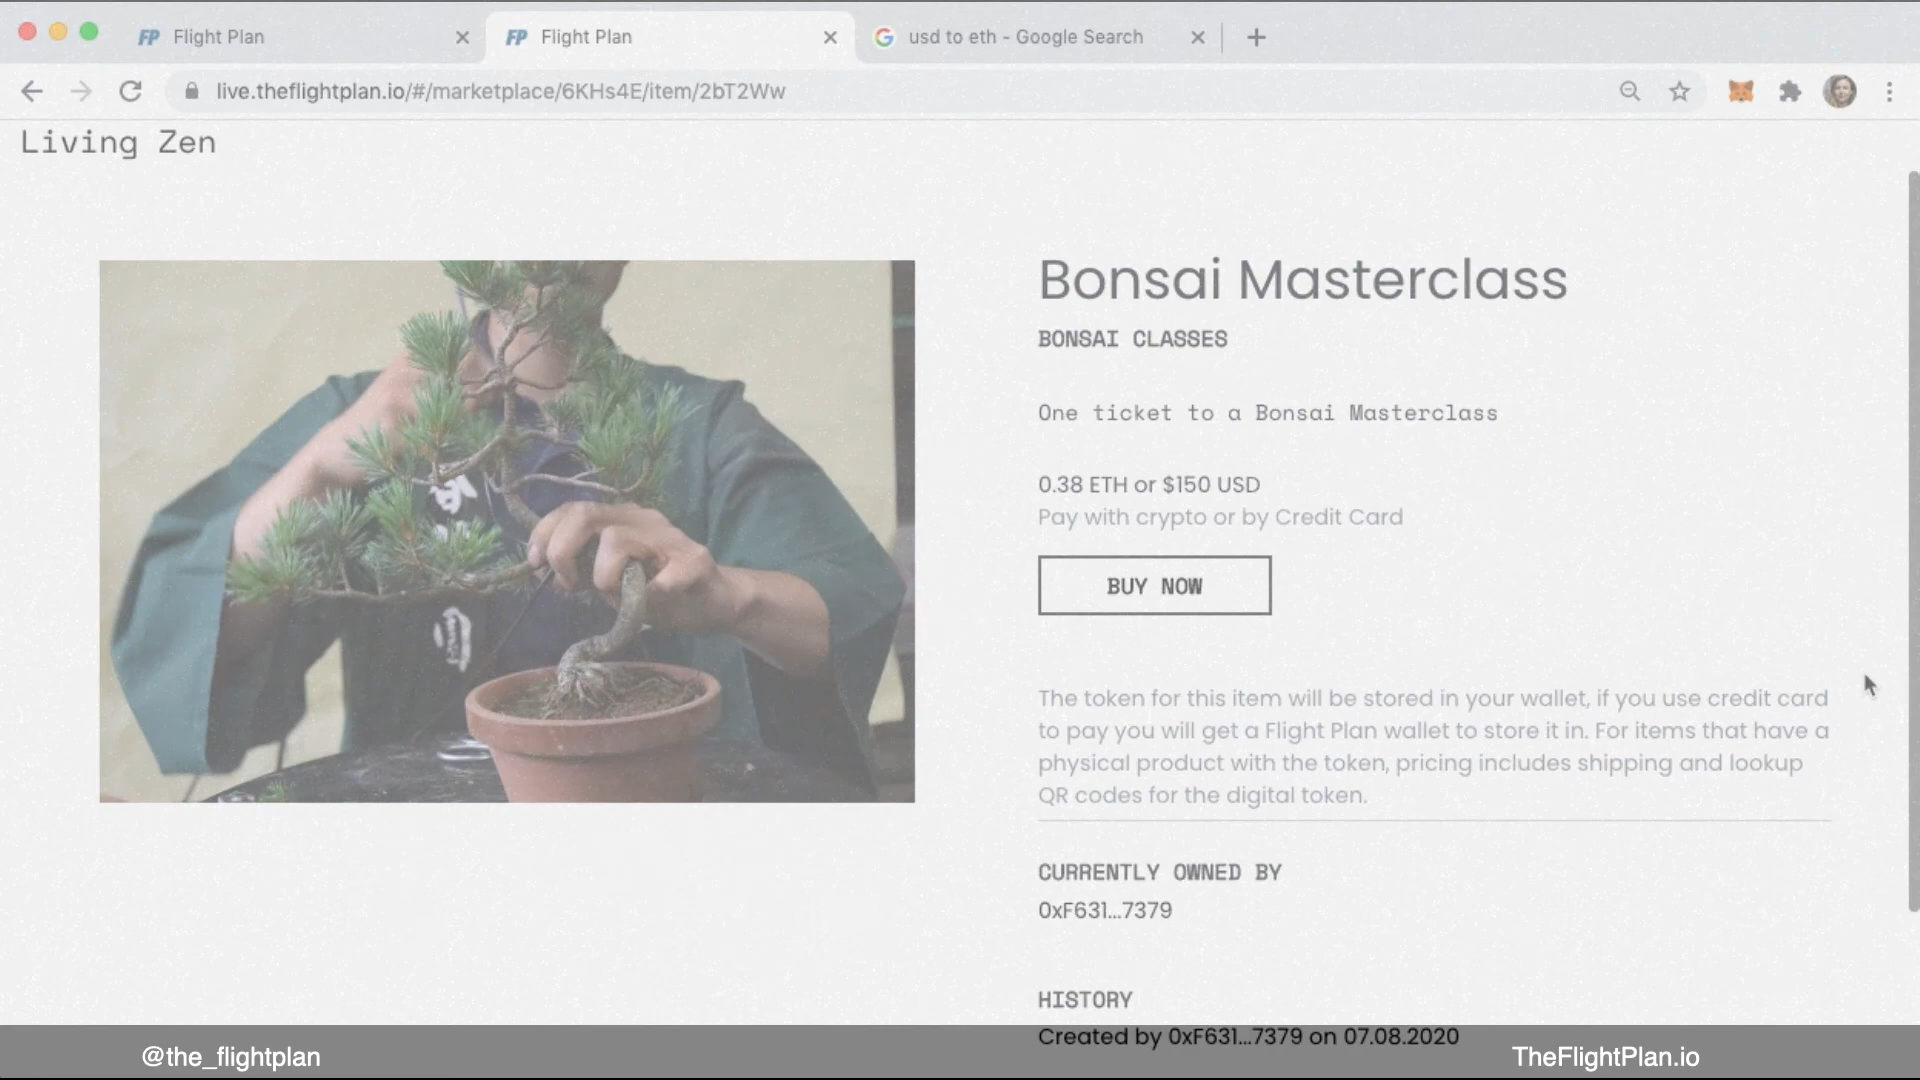 FP Flight Plan
FP Flight Plan
usd to eth - Google Search
live.theflightplan.io/#/marketplace/6KHs4E/item/2bT2Ww
Living Zen
Bonsai Masterclass
BONSAI CLASSES
One ticket to a Bonsai Masterclass
0.38 ETH or $150 USD
Pay with crypto or by Credit Card
BUY NOW
The token for this item will be stored in your wallet, if you use credit card
to pay you will get a Flight Plan wallet to store it in. For items that have a
physical product with the token, pricing includes shipping and lookup
QR codes for the digital token.
CURRENTLY OWNED BY
0xF631...7379
HISTORY
Created by 0xF631...7379 on 07.08.2020
@the_flightplan
TheFlightPlan.io